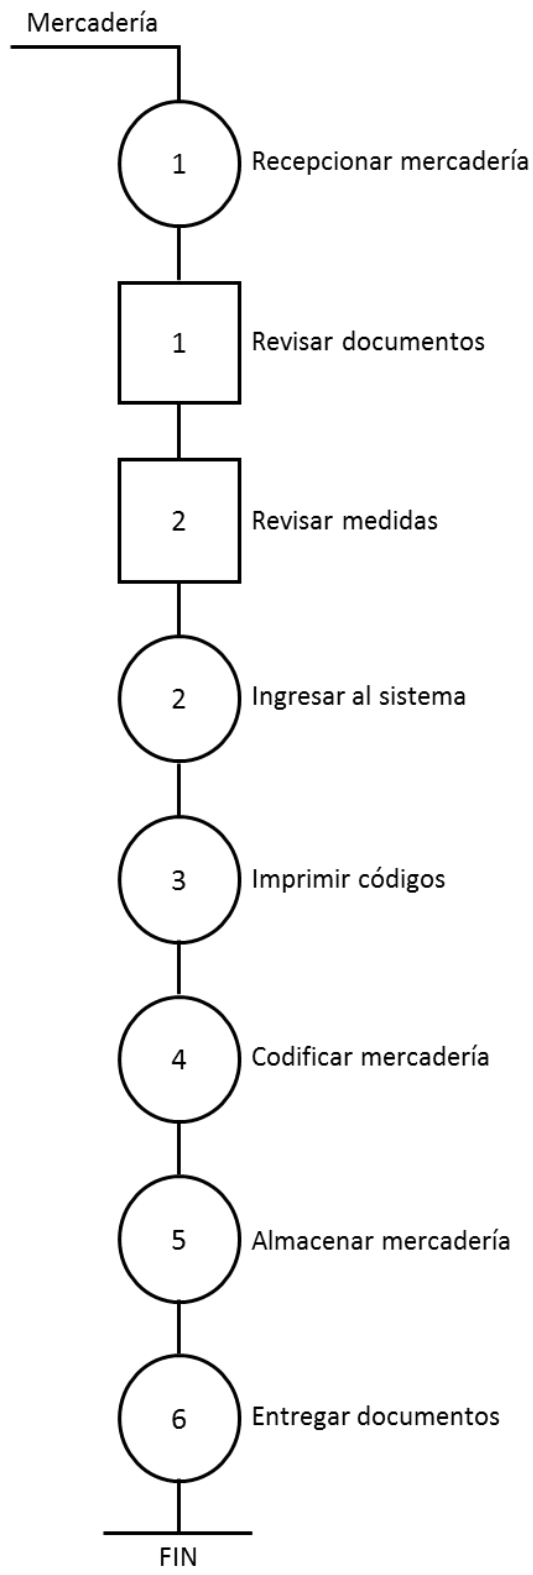 Mercadería
1 Recepcionar mercadería
1 Revisar documentos
2 Revisar medidas
2 Ingresar al sistema
3 Imprimir códigos
4 Codificar mercadería
5 Almacenar mercadería
6 Entregar documentos
FIN